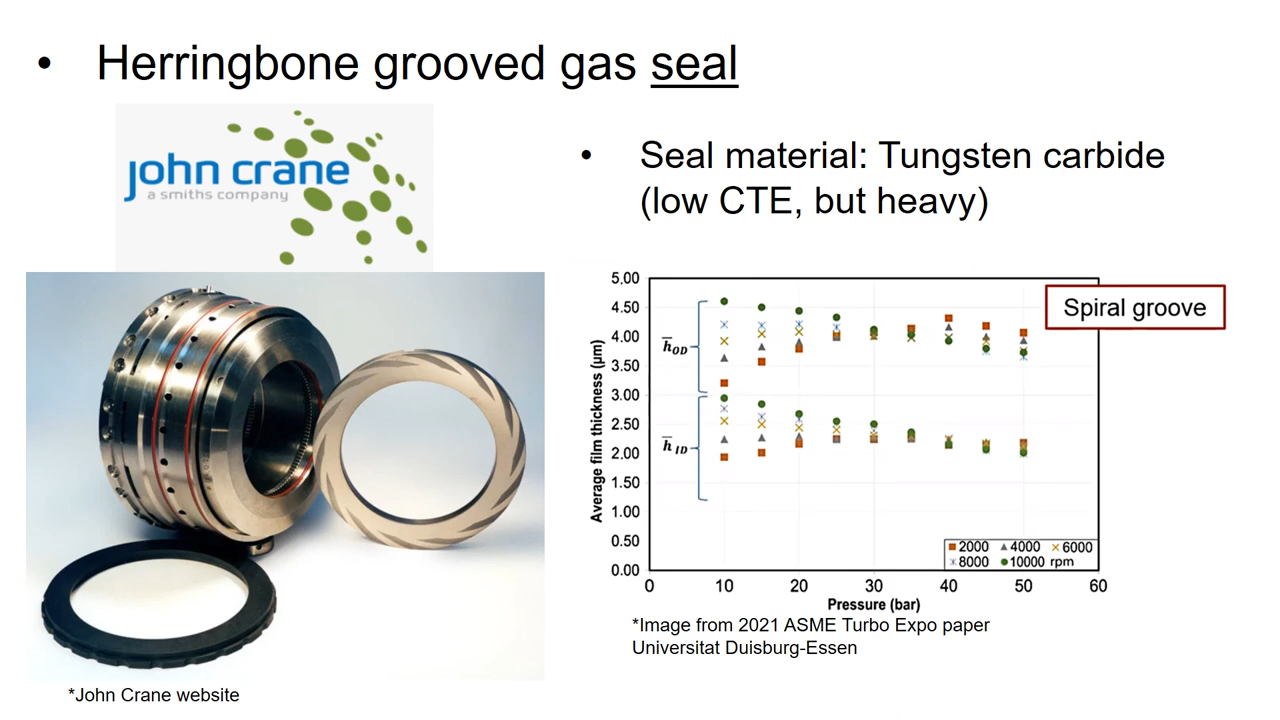 • Herringbone grooved gas seal
john crane
a smiths company
• Seal material: Tungsten carbide
(low CTE, but heavy)
5.00
4.50
4.00
3.50
3.00
2.50
2.00
1.50
1.00
0.50
0.00
Average film thickness (μm)
h̅OD
h̅ID
Spiral groove
2000 4000 6000
8000 10000 rpm
0 10 20 30 40 50 60
Pressure (bar)
*Image from 2021 ASME Turbo Expo paper
Universitat Duisburg-Essen
*John Crane website